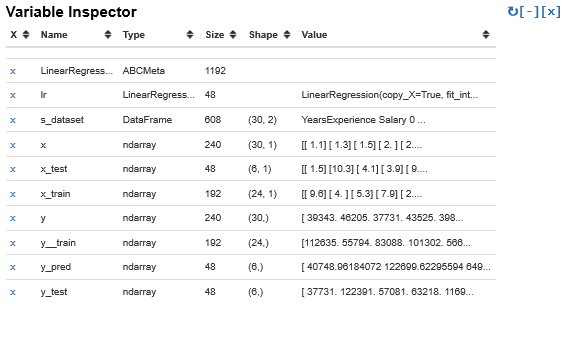 Variable Inspector ↻[-][x]
X Name Type Size Shape Value
x LinearRegress... ABCMeta 1192
x lr LinearRegress... 48 LinearRegression(copy_X=True, fit_int...
x s_dataset DataFrame 608 (30, 2) YearsExperience Salary 0 ...
x x ndarray 240 (30, 1) [[ 1.1] [ 1.3] [ 1.5] [ 2. ] [ 2....
x x_test ndarray 48 (6, 1) [[ 1.5] [10.3] [ 4.1] [ 3.9] [ 9....
x x_train ndarray 192 (24, 1) [[ 9.6] [ 4. ] [ 5.3] [ 7.9] [ 2....
x y ndarray 240 (30,) [ 39343. 46205. 37731. 43525. 398...
x y__train ndarray 192 (24,) [112635. 55794. 83088. 101302. 566...
x y_pred ndarray 48 (6,) [ 40748.96184072 122699.62295594 649...
x y_test ndarray 48 (6,) [ 37731. 122391. 57081. 63218. 1169...